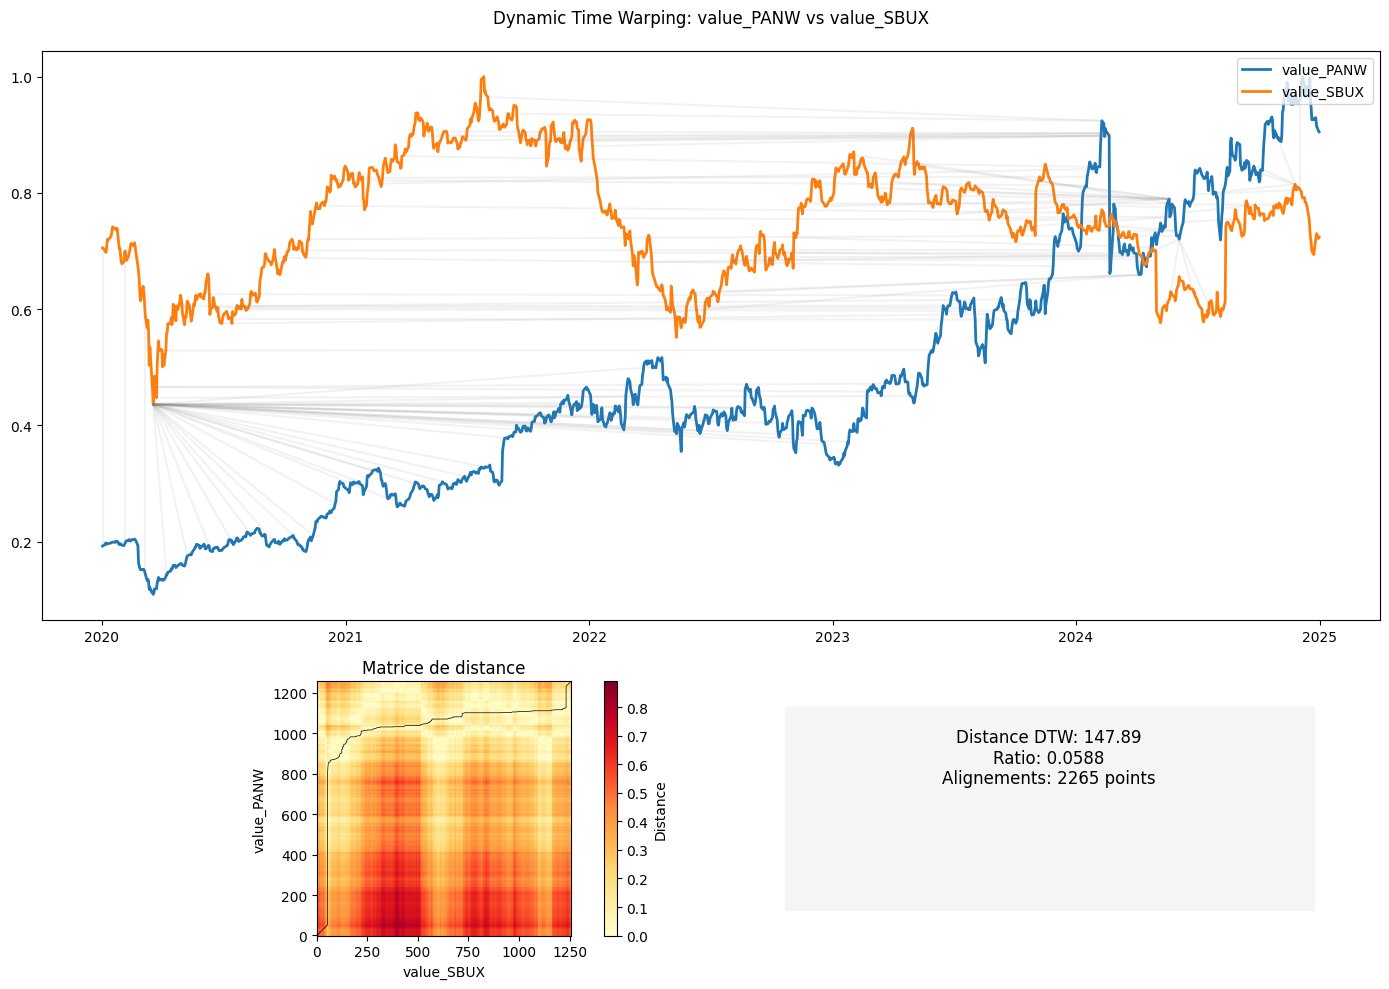 Dynamic Time Warping: value_PANW vs value_SBUX
1.0
0.8
0.6
0.4
0.2
value_PANW
value_SBUX
2020 2021 2022 2023 2024 2025
Matrice de distance
1200
1000
800
600
400
200
0
value_PANW
0 250 500 750 1000 1250
value_SBUX
0.8
0.7
0.6
0.5
0.4
0.3
0.2
0.1
0.0
Distance
Distance DTW: 147.89
Ratio: 0.0588
Alignements: 2265 points